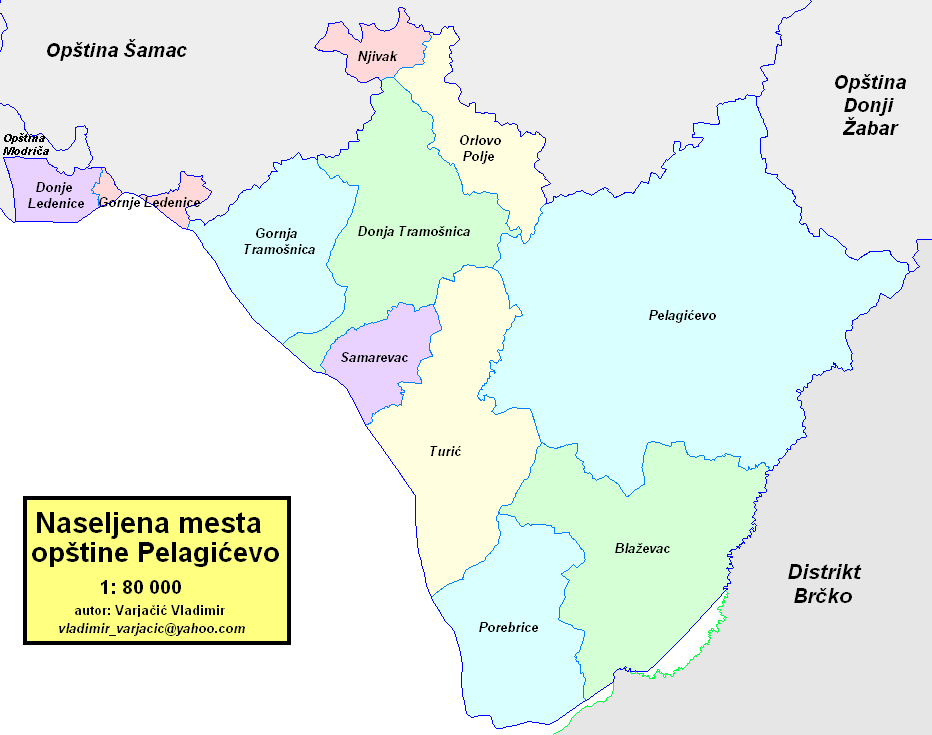 Opština Šamac
Njivak
Opština
Donji
Žabar
Opština
Modriča
Orlovo
Polje
Donje
Ledenice
Gornje Ledenice
Gornja
Tramošnica
Donja Tramošnica
Pelagićevo
Samarevac
Turić
Naseljena mesta
opštine Pelagićevo
1: 80 000
autor: Varjačić Vladimir
vladimir_varjacic@yahoo.com
Blaževac
Distrikt
Brčko
Porebrice